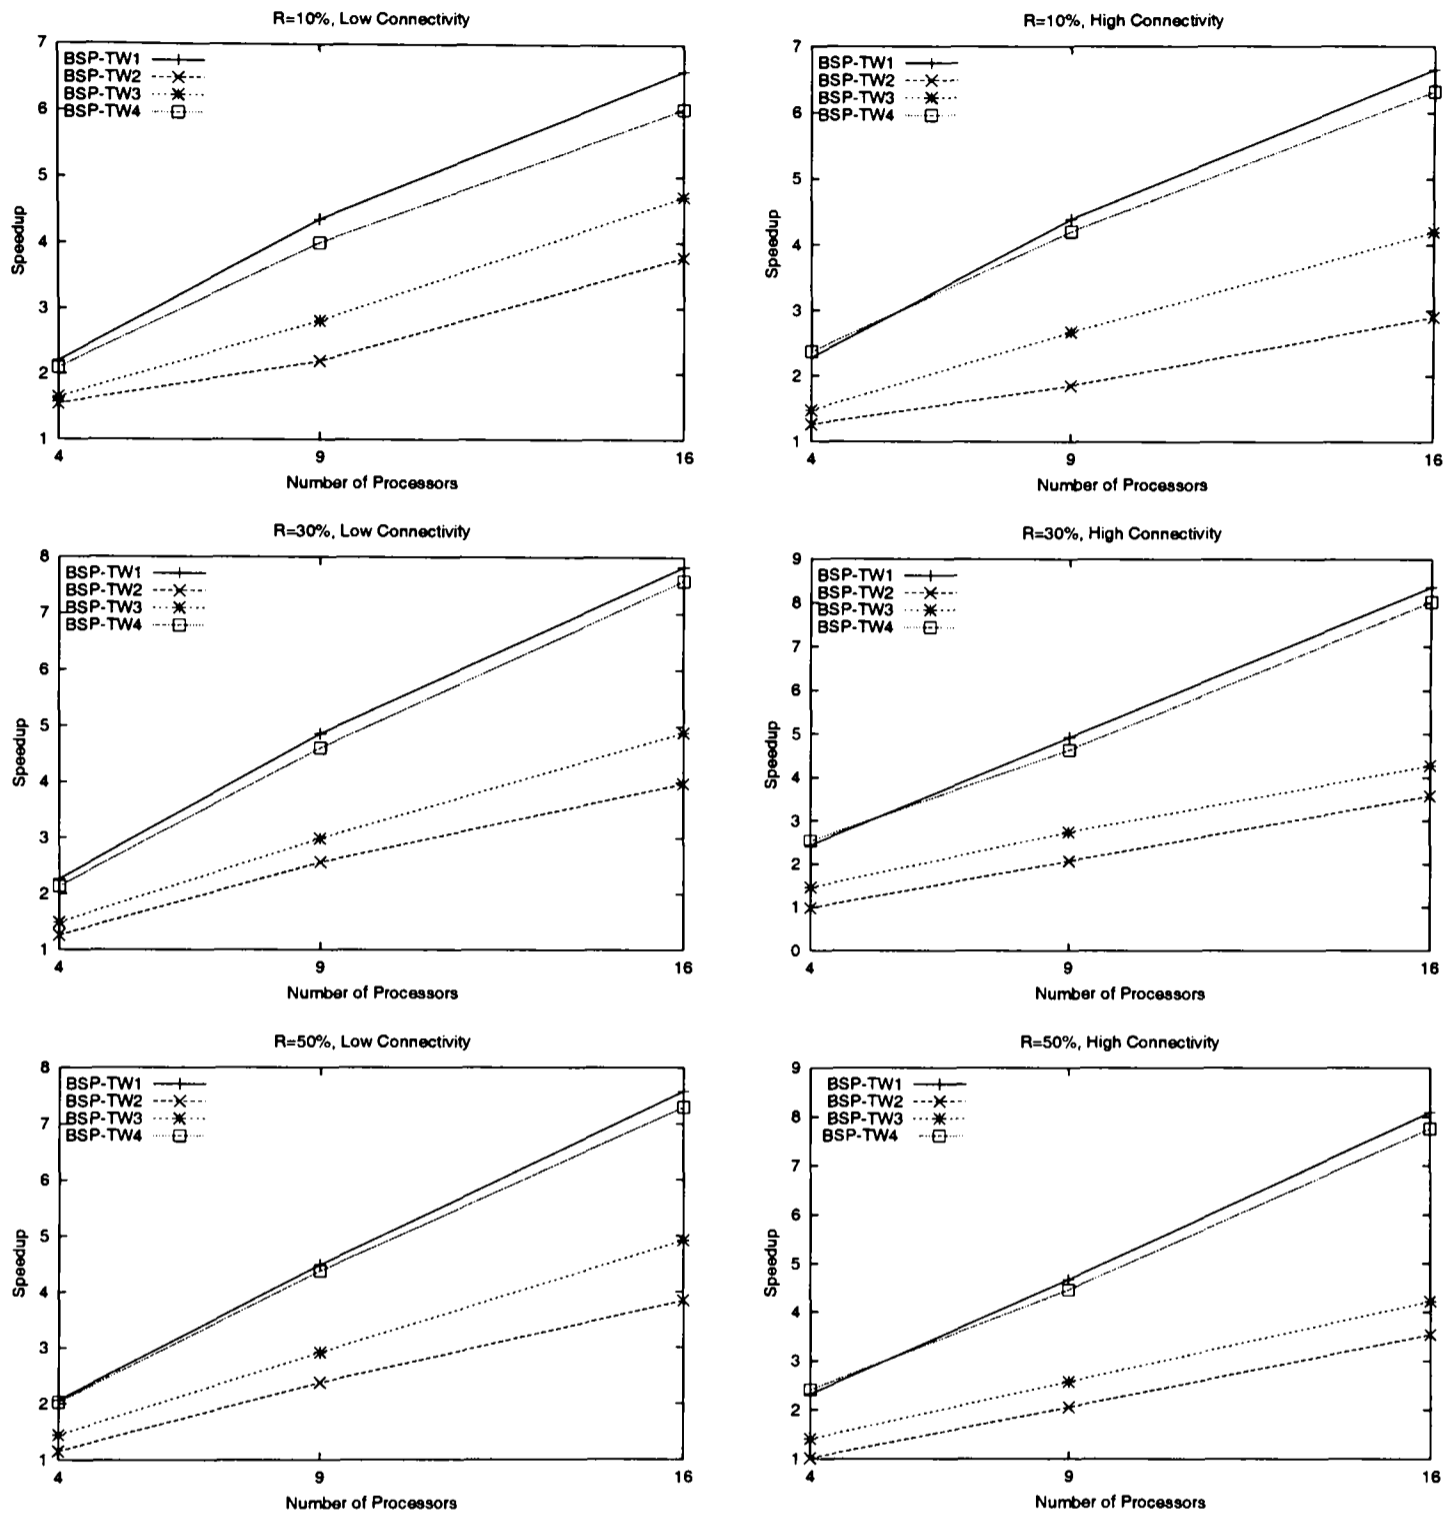 R=10%, Low Connectivity
7
6
5
4
3
2
1
BSP-TW1
BSP-TW2
BSP-TW3
BSP-TW4
Speedup
4 9 16
Number of Processors
R=10%, High Connectivity
7
6
5
4
3
2
1
BSP-TW1
BSP-TW2
BSP-TW3
BSP-TW4
Speedup
4 9 16
Number of Processors
R=30%, Low Connectivity
8
7
6
5
4
3
2
1
BSP-TW1
BSP-TW2
BSP-TW3
BSP-TW4
Speedup
4 9 16
Number of Processors
R=30%, High Connectivity
9
8
7
6
5
4
3
2
1
0
BSP-TW1
BSP-TW2
BSP-TW3
BSP-TW4
Speedup
4 9 16
Number of Processors
R=50%, Low Connectivity
8
7
6
5
4
3
2
1
BSP-TW1
BSP-TW2
BSP-TW3
BSP-TW4
Speedup
4 9 16
Number of Processors
R=50%, High Connectivity
9
8
7
6
5
4
3
2
1
BSP-TW1
BSP-TW2
BSP-TW3
BSP-TW4
Speedup
4 9 16
Number of Processors